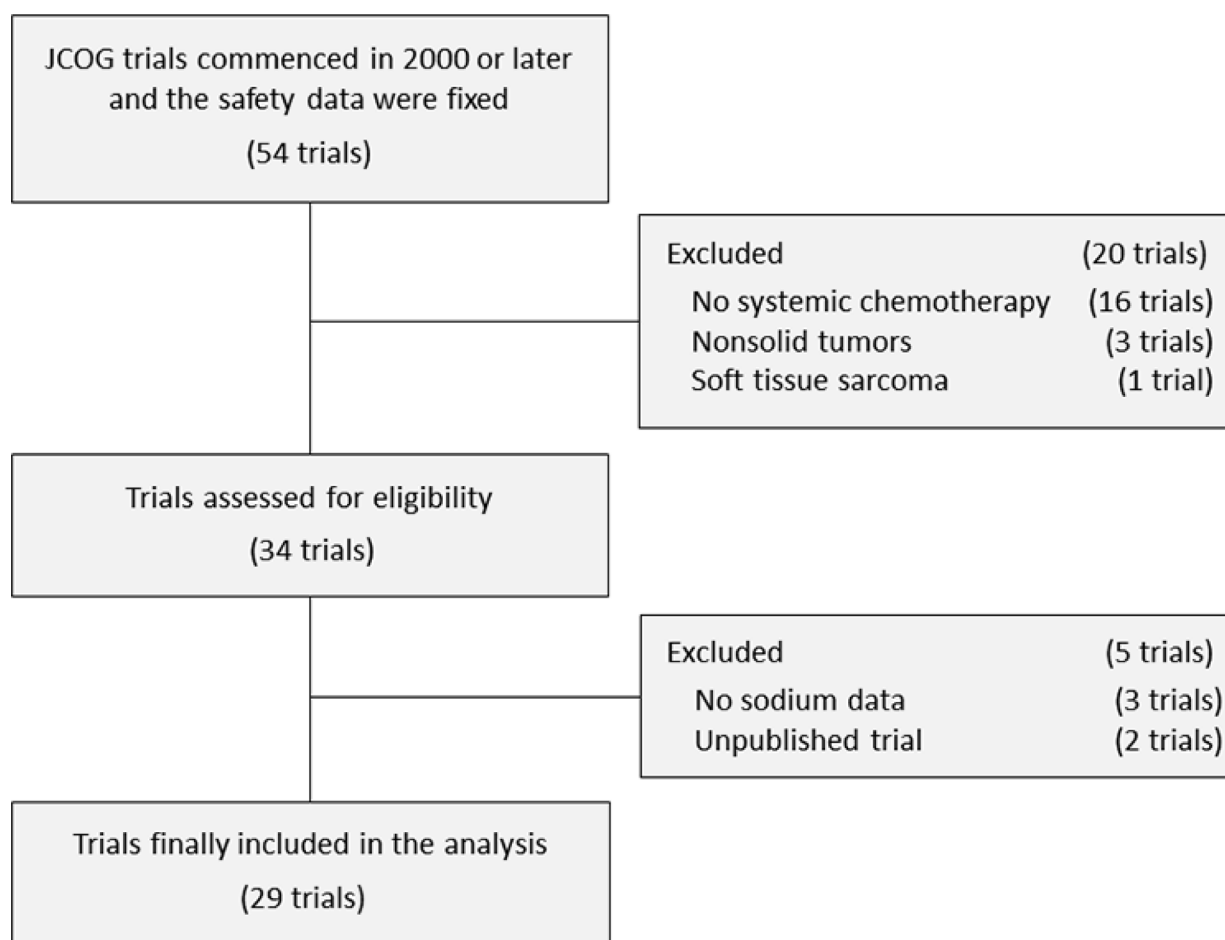 JCOG trials commenced in 2000 or later
and the safety data were fixed
(54 trials)
Excluded (20 trials)
No systemic chemotherapy (16 trials)
Nonsolid tumors (3 trials)
Soft tissue sarcoma (1 trial)
Trials assessed for eligibility
(34 trials)
Excluded (5 trials)
No sodium data (3 trials)
Unpublished trial (2 trials)
Trials finally included in the analysis
(29 trials)